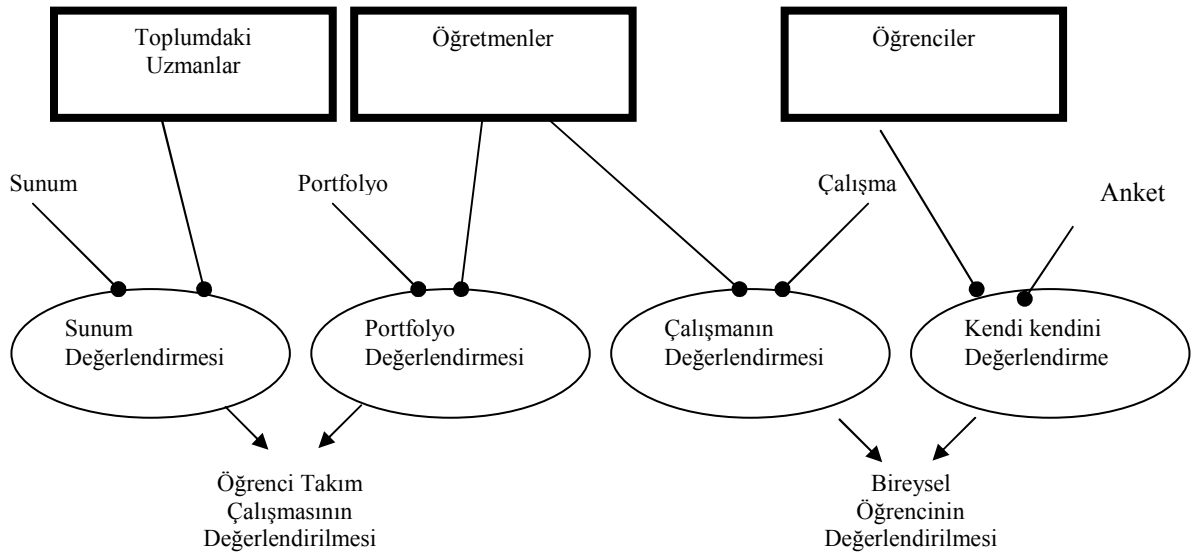 Toplumdaki
Uzmanlar
Öğretmenler
Öğrenciler
Sunum
Portfolyo
Çalışma
Anket
Sunum
Değerlendirmesi
Portfolyo
Değerlendirmesi
Çalışmanın
Değerlendirmesi
Kendi kendini
Değerlendirme
Öğrenci Takım
Çalışmasının
Değerlendirilmesi
Bireysel
Öğrencinin
Değerlendirilmesi